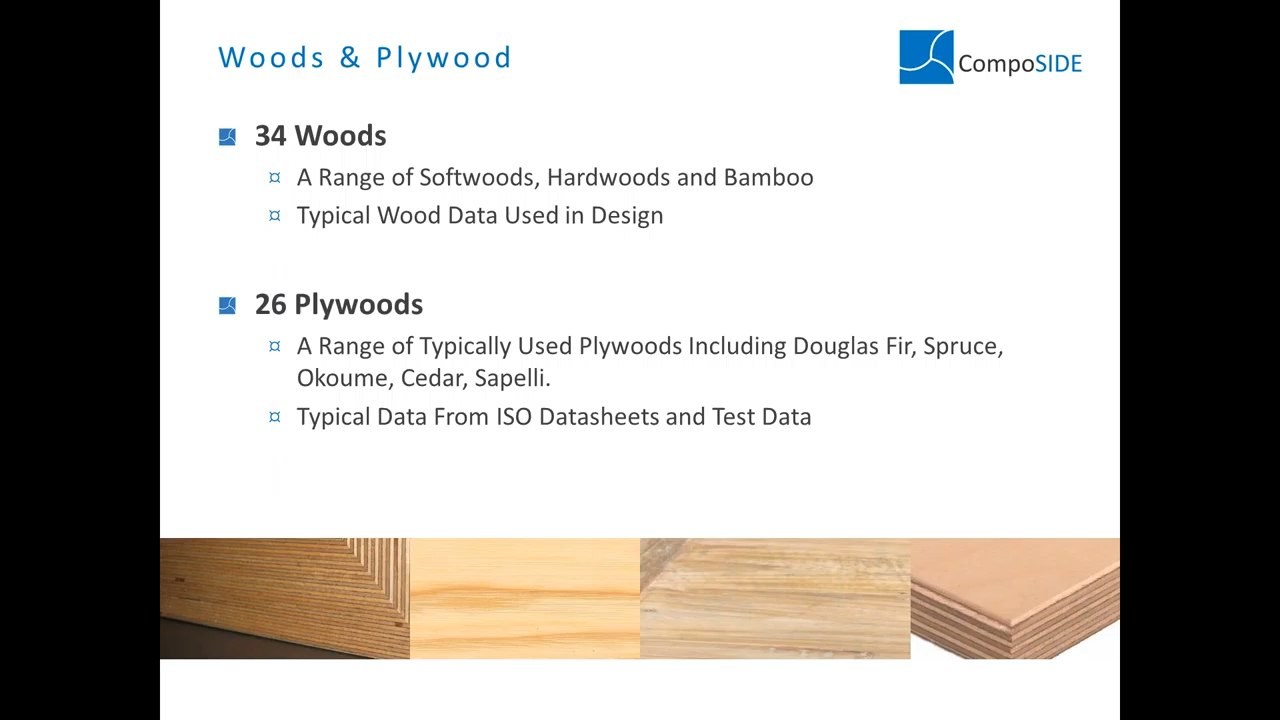 Woods & Plywood
CompoSIDE
34 Woods
¤ A Range of Softwoods, Hardwoods and Bamboo
¤ Typical Wood Data Used in Design
26 Plywoods
¤ A Range of Typically Used Plywoods Including Douglas Fir, Spruce,
Okoume, Cedar, Sapelli.
¤ Typical Data From ISO Datasheets and Test Data